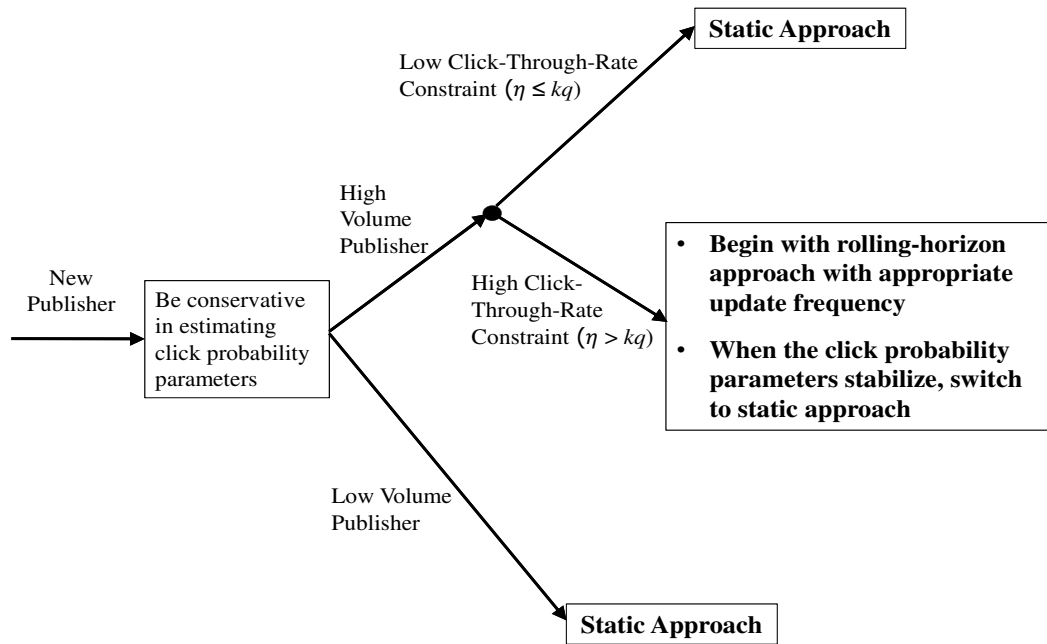 Static Approach
Low Click-Through-Rate
Constraint (η ≤ kq)
High
Volume
Publisher
New
Publisher
Be conservative
in estimating
click probability
parameters
High Click-
Through-Rate
Constraint (η > kq)
• Begin with rolling-horizon
approach with appropriate
update frequency
• When the click probability
parameters stabilize, switch
to static approach
Low Volume
Publisher
Static Approach